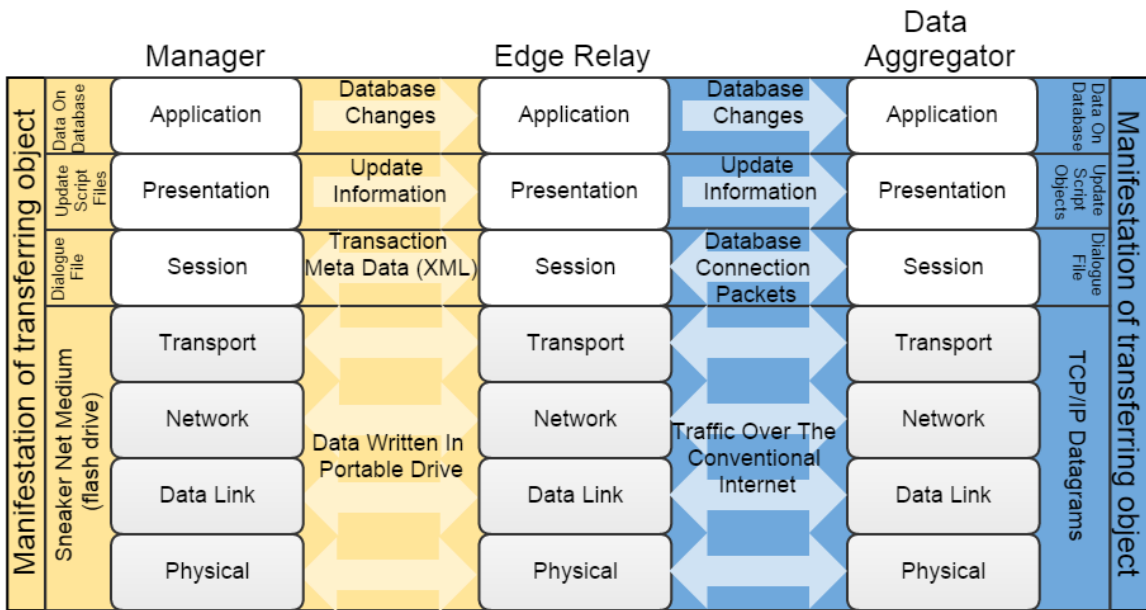 Manager
Edge Relay
Data
Aggregator
Manifestation of transferring object
Data On
Database
Application
Database
Changes
Application
Database
Changes
Application
Data On
Database
Manifestation of transferring object
Update
Script
Files
Presentation
Update
Information
Presentation
Update
Information
Presentation
Update
Script
Objects
Dialogue
File
Session
Transaction
Meta Data (XML)
Session
Database
Connection
Packets
Session
Dialogue
File
Sneaker Net Medium
(flash drive)
Transport
Transport
Transport
TCP/IP Datagrams
Network
Network
Network
Data Written In
Portable Drive
Traffic Over The
Conventional
Internet
Data Link
Data Link
Data Link
Physical
Physical
Physical